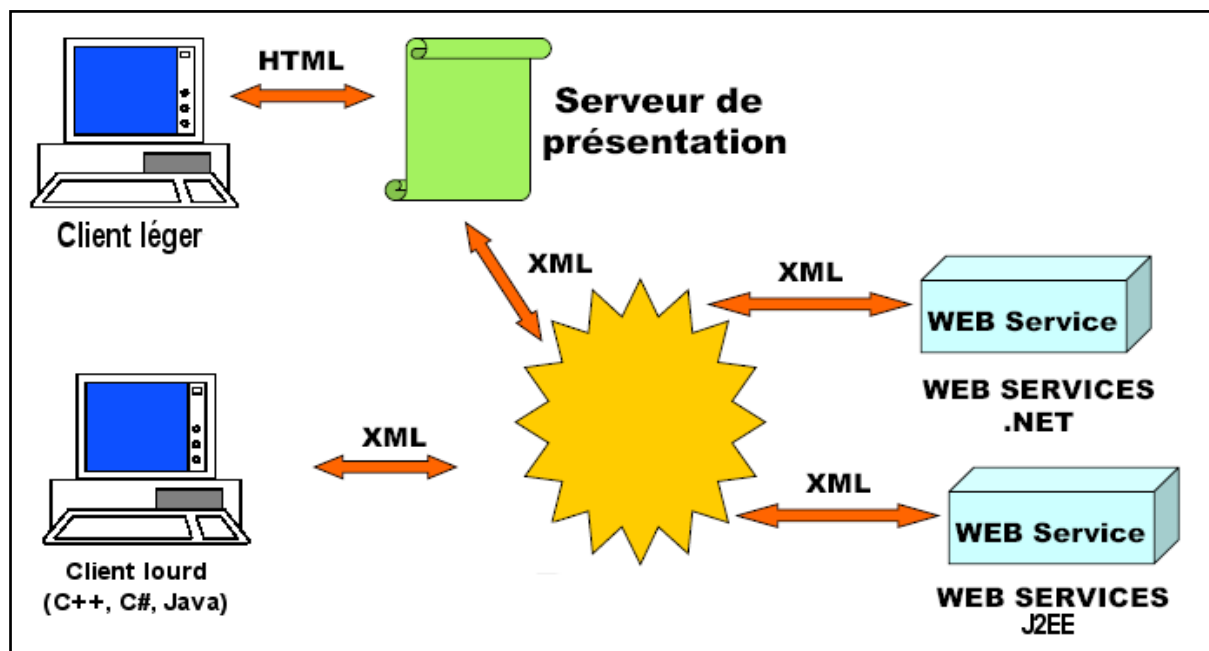 HTML
Serveur de
présentation
Client léger
XML
XML
WEB Service
WEB SERVICES
.NET
XML
XML
WEB Service
Client lourd
(C++, C#, Java)
WEB SERVICES
J2EE